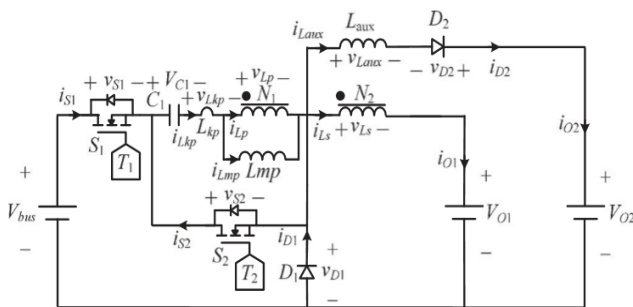 i_Laux L_aux D_2
+ v_Laux − − v_D2 + i_D2
+ v_Lp −
+ v_S1 − + V_C1 − N_1 N_2
i_S1 C_1 + v_Lkp −
i_Lkp L_kp i_Lp i_Ls + v_Ls −
S_1 T_1 i_Lmp Lmp i_O1 i_O2
+ + v_S2 − + +
V_bus V_O1 V_O2
− i_S2 i_D1 + − −
S_2 T_2 D_1 v_D1
−